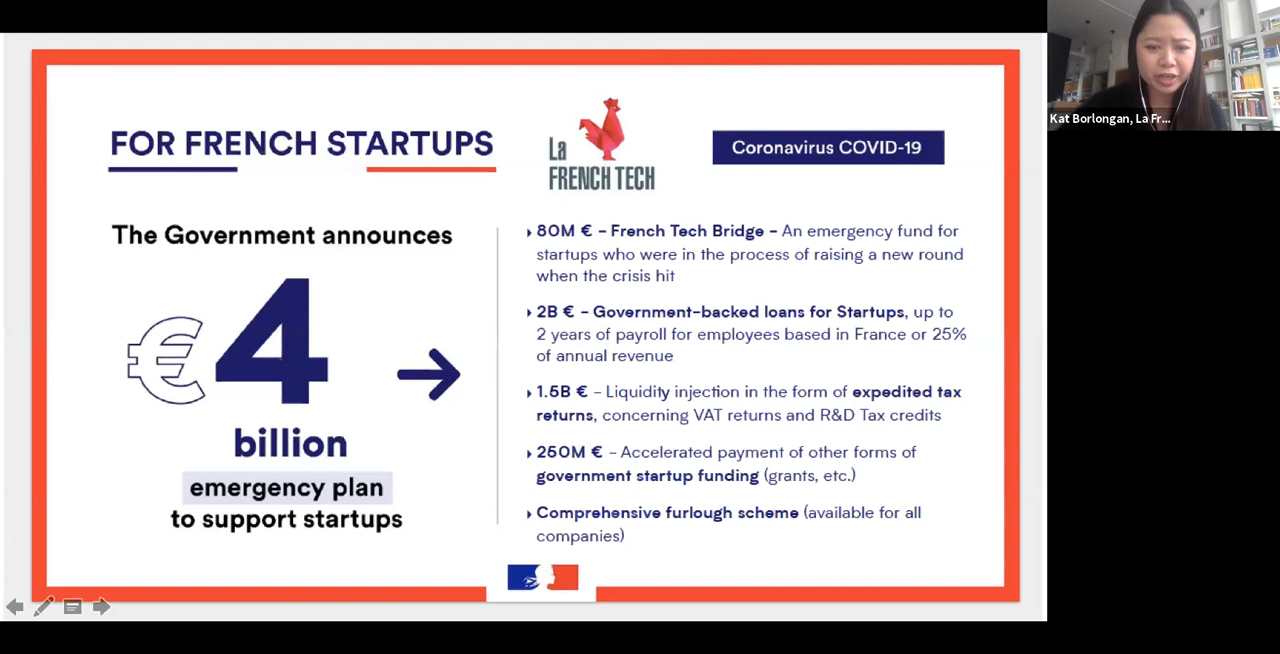 FOR FRENCH STARTUPS
La
FRENCH TECH
Coronavirus COVID-19
The Government announces
€4
billion
emergency plan
to support startups
80M € – French Tech Bridge – An emergency fund for
startups who were in the process of raising a new round
when the crisis hit
2B € – Government-backed loans for Startups, up to
2 years of payroll for employees based in France or 25%
of annual revenue
1.5B € – Liquidity injection in the form of expedited tax
returns, concerning VAT returns and R&D Tax credits
250M € – Accelerated payment of other forms of
government startup funding (grants, etc.)
Comprehensive furlough scheme (available for all
companies)
Kat Borlongan, La Fr...